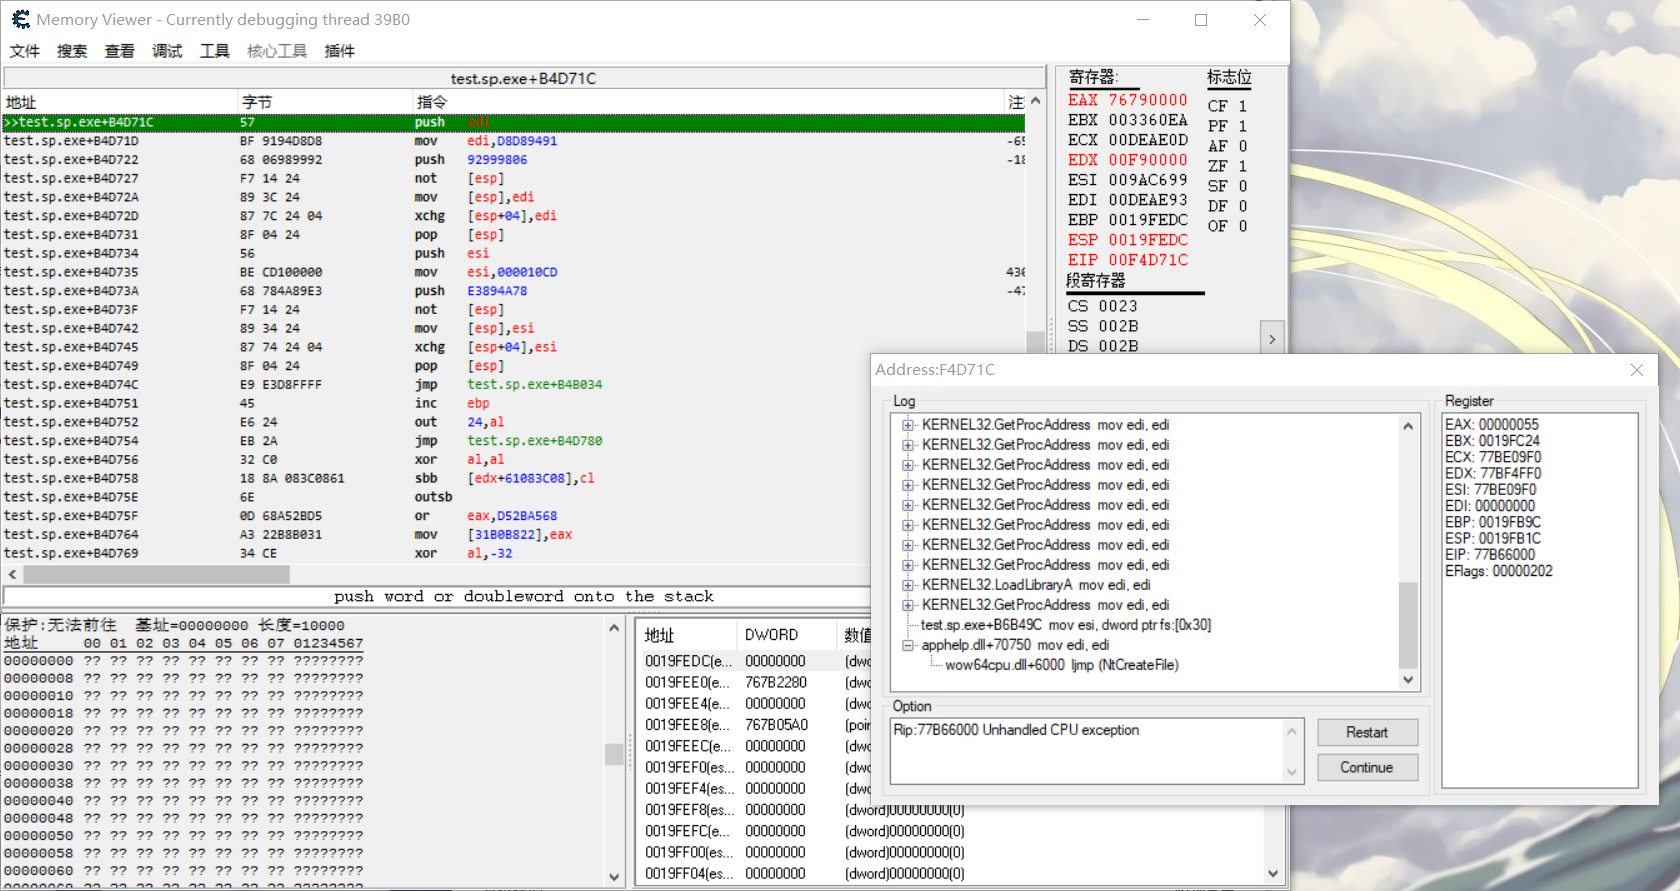 Memory Viewer - Currently debugging thread 39B0
文件 搜索 查看 调试 工具 核心工具 插件
test.sp.exe+B4D71C
地址 字节 指令 注
>>test.sp.exe+B4D71C 57 push edi
test.sp.exe+B4D71D BF 9194D8D8 mov edi,D8D89491 -65
test.sp.exe+B4D722 68 06989992 push 92999806 -18
test.sp.exe+B4D727 F7 14 24 not [esp]
test.sp.exe+B4D72A 89 3C 24 mov [esp],edi
test.sp.exe+B4D72D 87 7C 24 04 xchg [esp+04],edi
test.sp.exe+B4D731 8F 04 24 pop [esp]
test.sp.exe+B4D734 56 push esi
test.sp.exe+B4D735 BE CD100000 mov esi,000010CD 430
test.sp.exe+B4D73A 68 784A89E3 push E3894A78 -47
test.sp.exe+B4D73F F7 14 24 not [esp]
test.sp.exe+B4D742 89 34 24 mov [esp],esi
test.sp.exe+B4D745 87 74 24 04 xchg [esp+04],esi
test.sp.exe+B4D749 8F 04 24 pop [esp]
test.sp.exe+B4D74C E9 E3D8FFFF jmp test.sp.exe+B4B034
test.sp.exe+B4D751 45 inc ebp
test.sp.exe+B4D752 E6 24 out 24,al
test.sp.exe+B4D754 EB 2A jmp test.sp.exe+B4D780
test.sp.exe+B4D756 32 C0 xor al,al
test.sp.exe+B4D758 18 8A 083C0861 sbb [edx+61083C08],cl
test.sp.exe+B4D75E 6E outsb
test.sp.exe+B4D75F 0D 68A52BD5 or eax,D52BA568
test.sp.exe+B4D764 A3 22B8B031 mov [31B0B822],eax
test.sp.exe+B4D769 34 CE xor al,-32
push word or doubleword onto the stack
寄存器: 标志位
EAX 76790000 CF 1
EBX 003360EA PF 1
ECX 00DEAE0D AF 0
EDX 00F90000 ZF 1
ESI 009AC699 SF 0
EDI 00DEAE93 DF 0
EBP 0019FEDC OF 0
ESP 0019FEDC
EIP 00F4D71C
段寄存器
CS 0023
SS 002B
DS 002B
>
保护:无法前往 基址=00000000 长度=10000
地址 00 01 02 03 04 05 06 07 01234567
00000000 ?? ?? ?? ?? ?? ?? ?? ?? ????????
00000008 ?? ?? ?? ?? ?? ?? ?? ?? ????????
00000010 ?? ?? ?? ?? ?? ?? ?? ?? ????????
00000018 ?? ?? ?? ?? ?? ?? ?? ?? ????????
00000020 ?? ?? ?? ?? ?? ?? ?? ?? ????????
00000028 ?? ?? ?? ?? ?? ?? ?? ?? ????????
00000030 ?? ?? ?? ?? ?? ?? ?? ?? ????????
00000038 ?? ?? ?? ?? ?? ?? ?? ?? ????????
00000040 ?? ?? ?? ?? ?? ?? ?? ?? ????????
00000048 ?? ?? ?? ?? ?? ?? ?? ?? ????????
00000050 ?? ?? ?? ?? ?? ?? ?? ?? ????????
00000058 ?? ?? ?? ?? ?? ?? ?? ?? ????????
00000060 ?? ?? ?? ?? ?? ?? ?? ?? ????????
地址 DWORD 数值
0019FEDC(e... 00000000 (dwo
0019FEE0(e... 767B2280 (dwo
0019FEE4(e... 00000000 (dwo
0019FEE8(e... 767B05A0 (poir
0019FEEC(e... 00000000 (dwo
0019FEF0(es... 00000000 (dwo
0019FEF4(es... 00000000 (dwo
0019FEF8(es... 00000000 (dword)00000000(0)
0019FEFC(e... 00000000 (dword)00000000(0)
0019FF00(es... 00000000 (dword)00000000(0)
0019FF04(es... 00000000 (dword)00000000(0)
Address:F4D71C
Log
KERNEL32.GetProcAddress mov edi, edi
KERNEL32.GetProcAddress mov edi, edi
KERNEL32.GetProcAddress mov edi, edi
KERNEL32.GetProcAddress mov edi, edi
KERNEL32.GetProcAddress mov edi, edi
KERNEL32.GetProcAddress mov edi, edi
KERNEL32.GetProcAddress mov edi, edi
KERNEL32.GetProcAddress mov edi, edi
KERNEL32.LoadLibraryA mov edi, edi
KERNEL32.GetProcAddress mov edi, edi
test.sp.exe+B6B49C mov esi, dword ptr fs:[0x30]
apphelp.dll+70750 mov edi, edi
wow64cpu.dll+6000 ljmp (NtCreateFile)
Option
Rip:77B66000 Unhandled CPU exception
Restart
Continue
Register
EAX: 00000055
EBX: 0019FC24
ECX: 77BE09F0
EDX: 77BF4FF0
ESI: 77BE09F0
EDI: 00000000
EBP: 0019FB9C
ESP: 0019FB1C
EIP: 77B66000
EFlags: 00000202